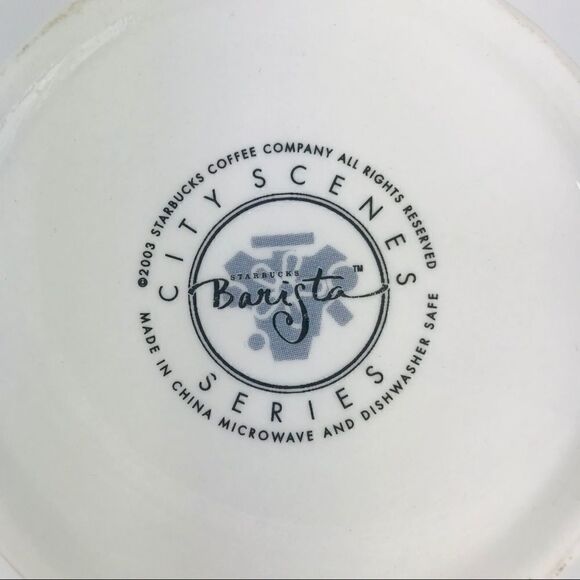 ©2003 STARBUCKS COFFEE COMPANY ALL RIGHTS RESERVED
CITY SCENES
STARBUCKS
Barista™
SERIES
MADE IN CHINA MICROWAVE AND DISHWASHER SAFE